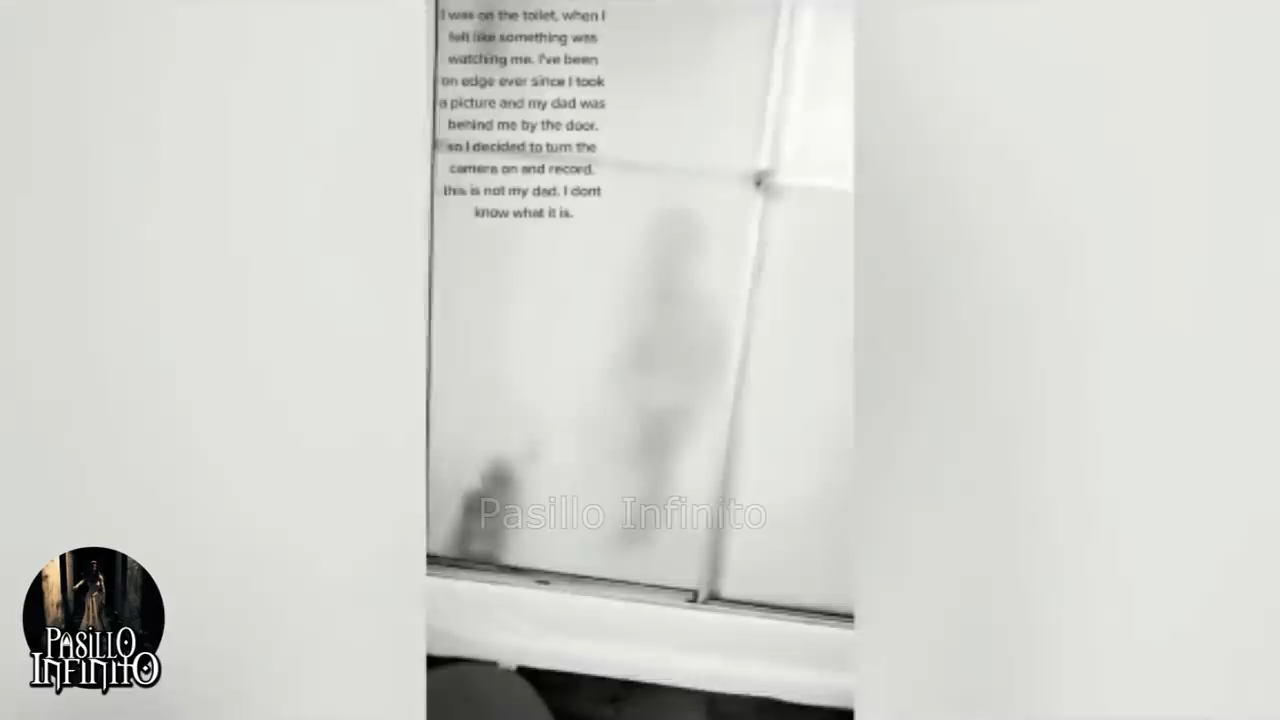 I was on the toilet, when I
felt like something was
watching me. I've been
on edge ever since I took
a picture and my dad was
behind me by the door.
so I decided to turn the
camera on and record.
this is not my dad. I dont
know what it is.
Pasillo Infinito
PASILLO
INFINITO